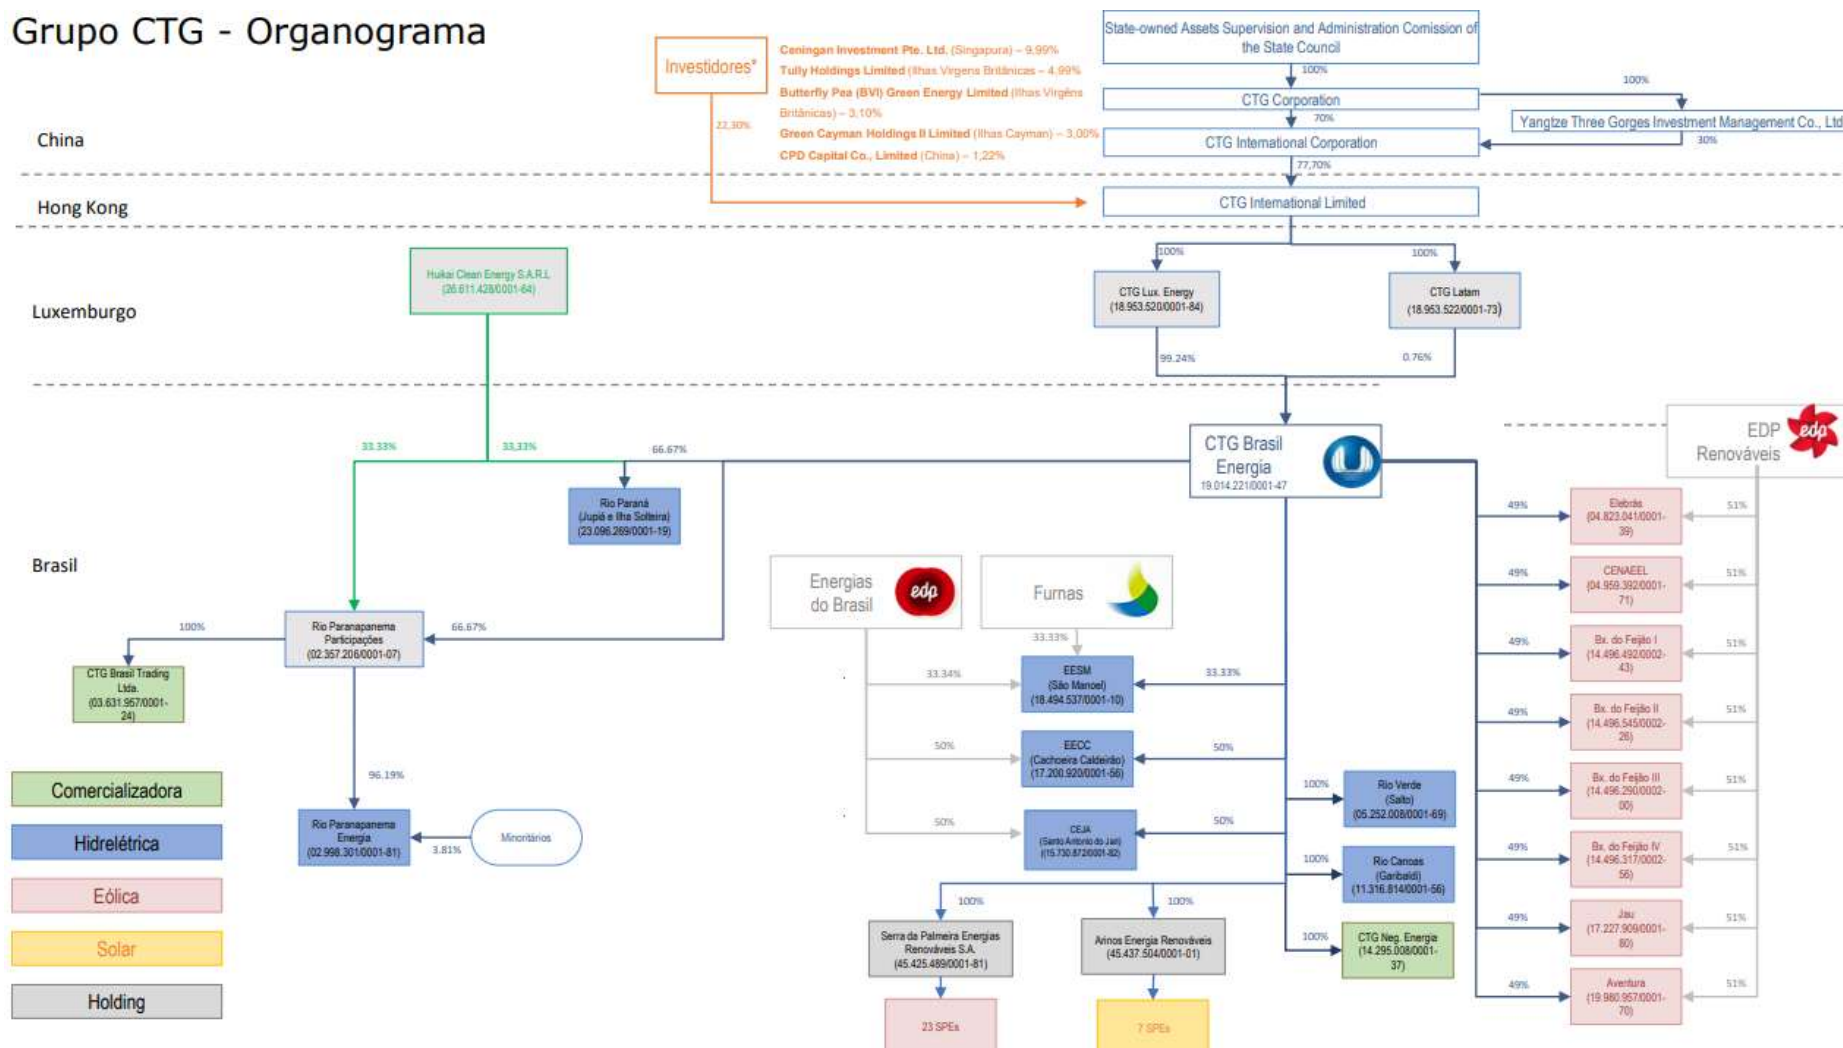 Grupo CTG - Organograma
Investidores*
Ceningan Investment Pte. Ltd. (Singapura) – 9,99%
Tully Holdings Limited (Ilhas Virgens Britânicas – 4,99%
Butterfly Pea (BVI) Green Energy Limited (Ilhas Virgens
Britânicas) – 3,10%
Green Cayman Holdings II Limited (Ilhas Cayman) – 3,00%
CPD Capital Co., Limited (China) – 1,22%
22,30%
State-owned Assets Supervision and Administration Comission of
the State Council
100%
CTG Corporation
100%
70%
Yangtze Three Gorges Investment Management Co., Ltd
CTG International Corporation
30%
77,70%
China
Hong Kong
CTG International Limited
Luxemburgo
Huikai Clean Energy S.A.R.L
(26.611.428/0001-64)
100%
100%
CTG Lux. Energy
(18.953.520/0001-84)
CTG Latam
(18.953.522/0001-73)
99.24%
0.76%
Brasil
33.33%
33,33%
66.67%
CTG Brasil
Energia
19.014.221/0001-47
EDP
Renováveis
edp
Rio Paraná
(Jupiá e Ilha Solteira)
(23.096.269/0001-19)
Energias
do Brasil
edp
Furnas
33.33%
100%
Rio Paranapanema
Participações
(02.357.206/0001-07)
66.67%
CTG Brasil Trading
Ltda.
(03.631.957/0001-
24)
96.19%
Rio Paranapanema
Energia
(02.998.301/0001-81)
3.81%
Minoritários
33.34%
EESM
(São Manoel)
(18.494.537/0001-10)
33.33%
50%
EECC
(Cachoeira Caldeirão)
(17.200.920/0001-56)
50%
50%
CEJA
(Santo Antonio do Jari)
((15.730.872/0001-82)
50%
100%
Rio Verde
(Salto)
(05.252.008/0001-69)
100%
Rio Canoas
(Garibaldi)
(11.316.814/0001-56)
100%
CTG Neg. Energia
(14.295.008/0001-
37)
100%
100%
Serra da Palmeira Energias
Renováveis S.A.
(45.425.489/0001-81)
Arinos Energia Renováveis
(45.437.504/0001-01)
23 SPEs
7 SPEs
49%
Elebrás
(04.823.041/0001-
39)
51%
49%
CENAEEL
(04.959.392/0001-
71)
51%
49%
Bx. do Feijão I
(14.496.492/0002-
43)
51%
49%
Bx. do Feijão II
(14.496.545/0002-
26)
51%
49%
Bx. do Feijão III
(14.496.290/0002-
00)
51%
49%
Bx. do Feijão IV
(14.496.317/0002-
56)
51%
49%
Jau
(17.227.909/0001-
80)
51%
49%
Aventura
(19.980.957/0001-
70)
51%
Comercializadora
Hidrelétrica
Eólica
Solar
Holding